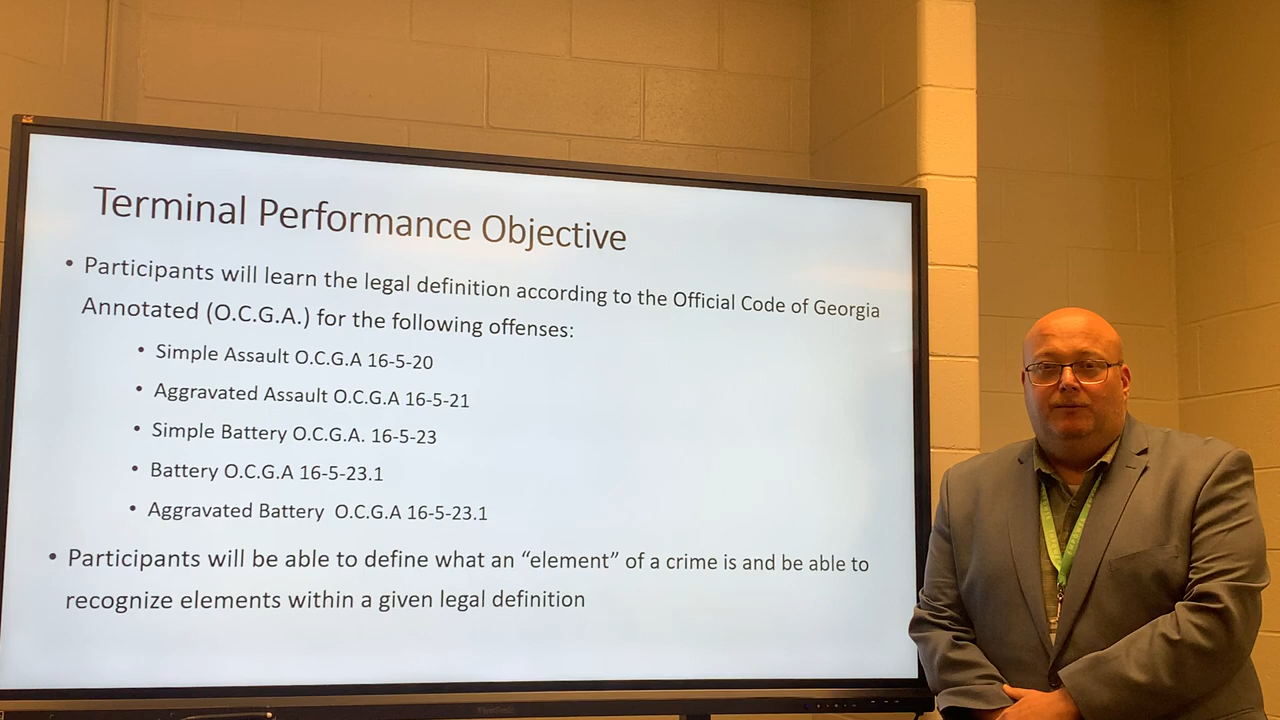 Terminal Performance Objective
• Participants will learn the legal definition according to the Official Code of Georgia
Annotated (O.C.G.A.) for the following offenses:
• Simple Assault O.C.G.A 16-5-20
• Aggravated Assault O.C.G.A 16-5-21
• Simple Battery O.C.G.A. 16-5-23
• Battery O.C.G.A 16-5-23.1
• Aggravated Battery O.C.G.A 16-5-23.1
• Participants will be able to define what an “element” of a crime is and be able to
recognize elements within a given legal definition